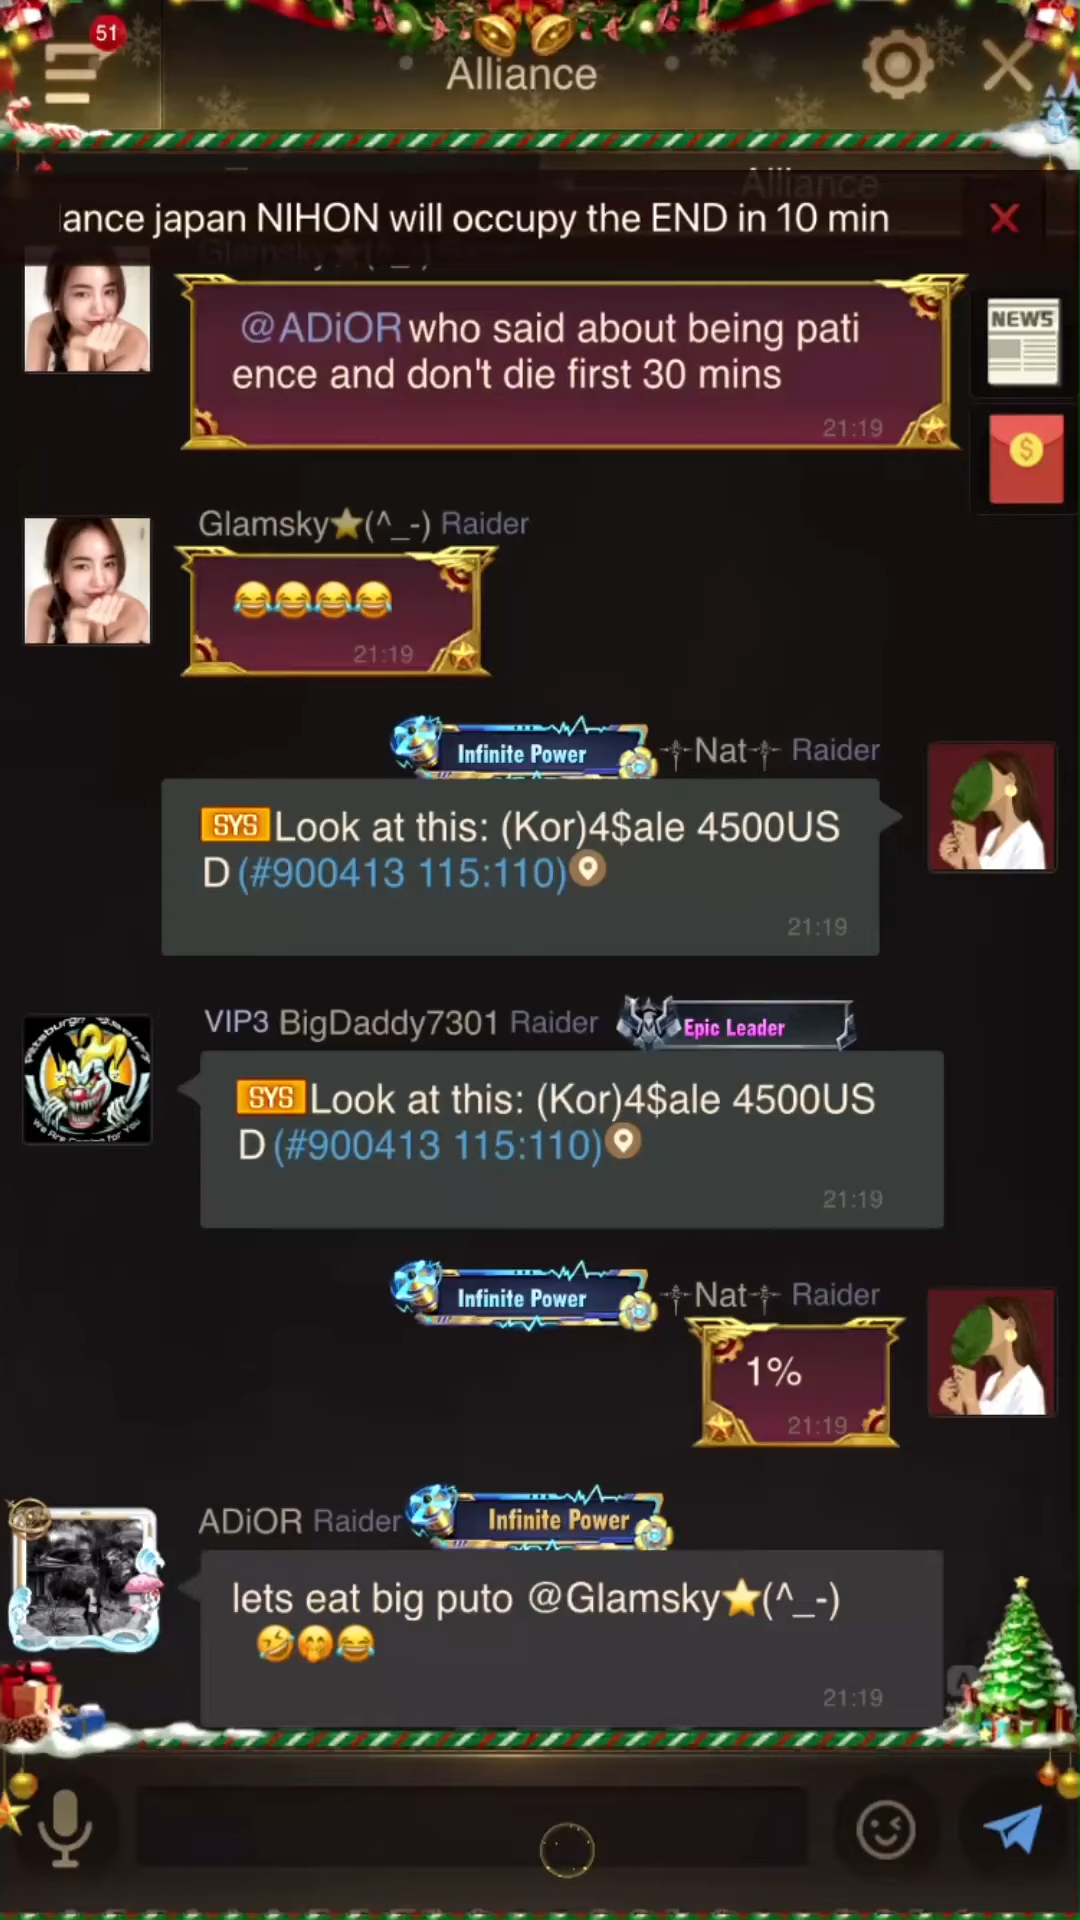 51
Alliance
Alliance
ance japan NIHON will occupy the END in 10 min
Glamsky⭐(^_-)
@ADiOR who said about being pati
ence and don't die first 30 mins
21:19
NEWS
Glamsky⭐(^_-) Raider
😂😂😂😂
21:19
Infinite Power Nat Raider
SYS Look at this: (Kor)4$ale 4500US
D (#900413 115:110)
21:19
VIP3 BigDaddy7301 Raider Epic Leader
SYS Look at this: (Kor)4$ale 4500US
D (#900413 115:110)
21:19
Infinite Power Nat Raider
1%
21:19
ADiOR Raider Infinite Power
lets eat big puto @Glamsky⭐(^_-)
🤣🤭😂
21:19